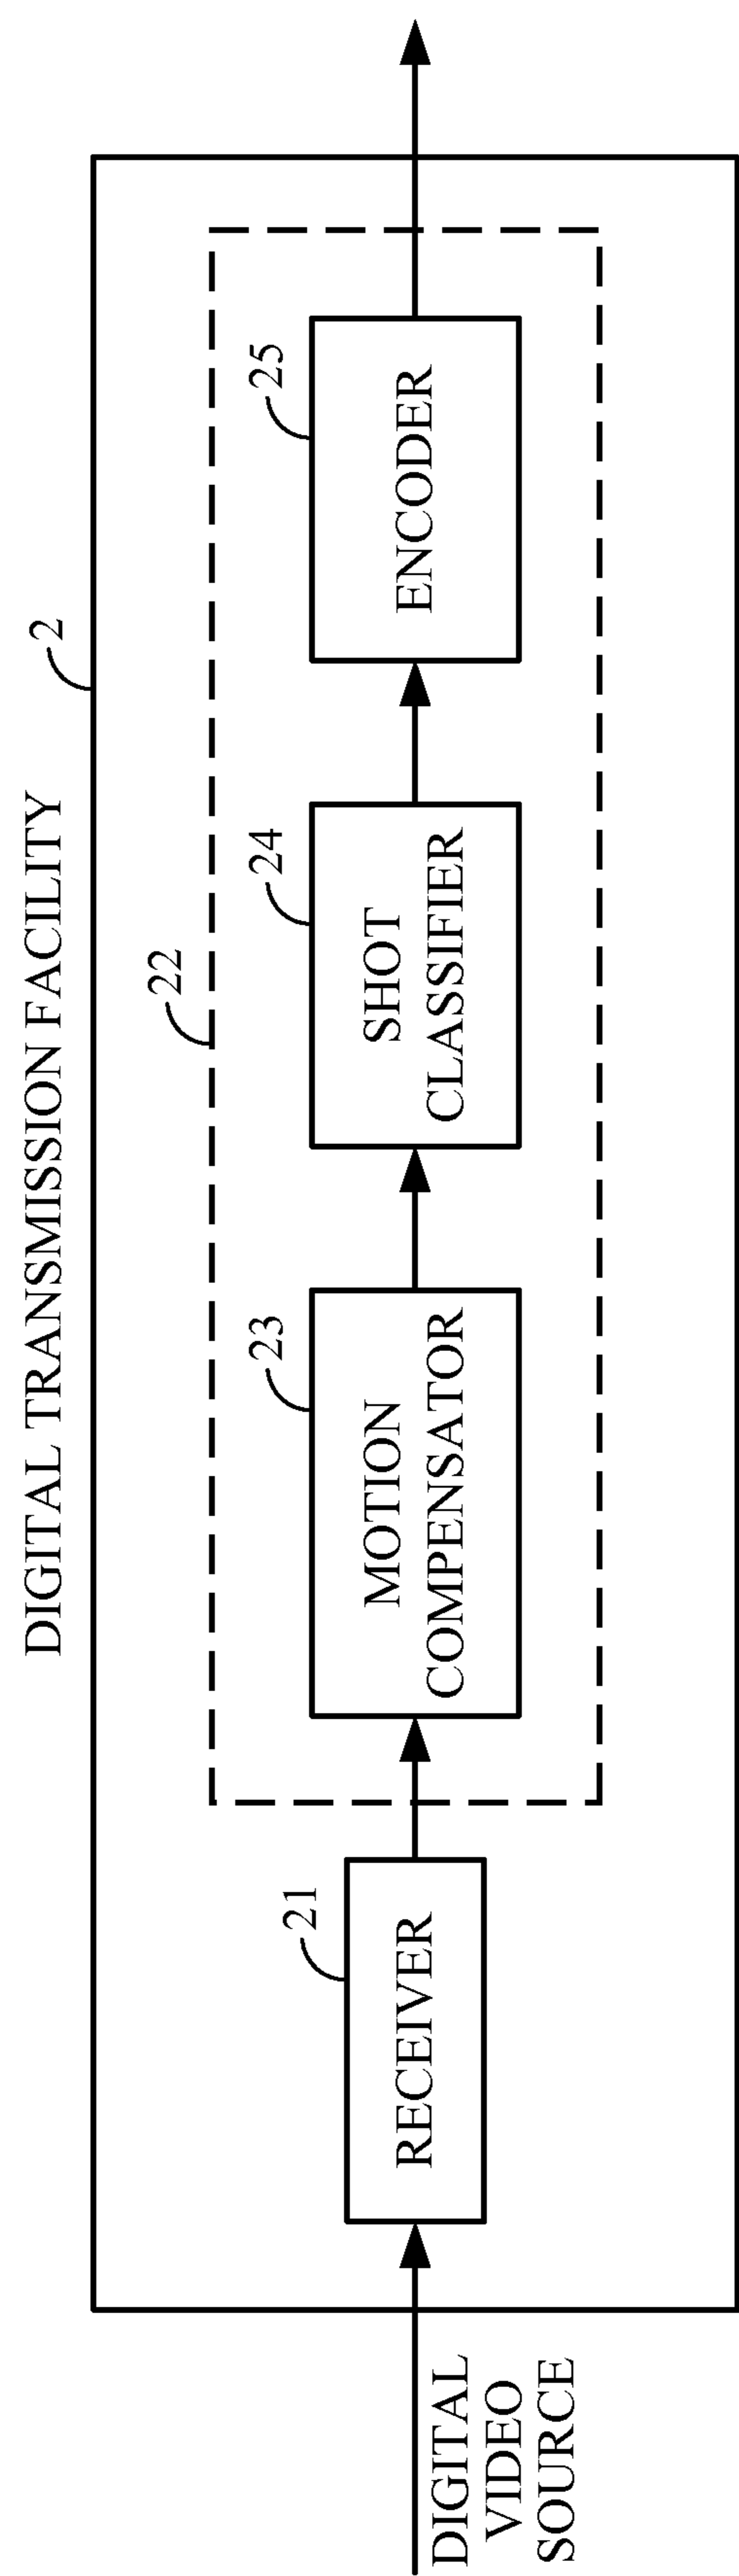 DIGITAL TRANSMISSION FACILITY
2
22
21
RECEIVER
23
MOTION
COMPENSATOR
24
SHOT
CLASSIFIER
25
ENCODER
DIGITAL
VIDEO
SOURCE